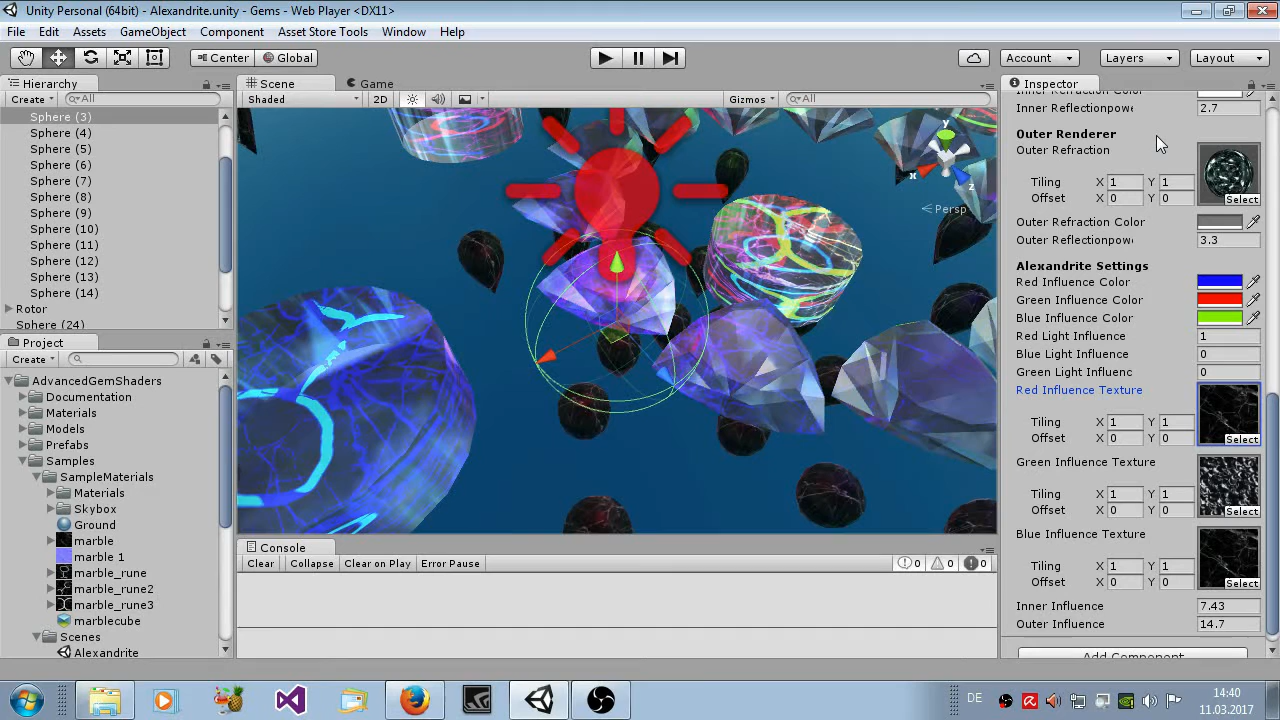 Unity Personal (64bit) - Alexandrite.unity - Gems - Web Player <DX11>
File Edit Assets GameObject Component Asset Store Tools Window Help
Center Global Account Layers Layout
Hierarchy Scene Game Inspector
Create All Shaded 2D Gizmos All
Inner Reflectionpowe 2.7
Sphere (3)
Sphere (4)
Sphere (5)
Sphere (6)
Sphere (7)
Sphere (8)
Sphere (9)
Sphere (10)
Sphere (11)
Sphere (12)
Sphere (13)
Sphere (14)
Rotor
Sphere (24)
y
x
z
Persp
Outer Renderer
Outer Refraction
Tiling X 1 Y 1
Offset X 0 Y 0 Select
Outer Refraction Color
Outer Reflectionpowe 3.3
Alexandrite Settings
Red Influence Color
Green Influence Color
Blue Influence Color
Red Light Influence 1
Blue Light Influence 0
Green Light Influenc 0
Red Influence Texture
Tiling X 1 Y 1
Offset X 0 Y 0 Select
Green Influence Texture
Tiling X 1 Y 1
Offset X 0 Y 0 Select
Blue Influence Texture
Tiling X 1 Y 1
Offset X 0 Y 0 Select
Inner Influence 7.43
Outer Influence 14.7
Add Component
Project
Create
AdvancedGemShaders
Documentation
Materials
Models
Prefabs
Samples
SampleMaterials
Materials
Skybox
Ground
marble
marble 1
marble_rune
marble_rune2
marble_rune3
marblecube
Scenes
Alexandrite
Console
Clear Collapse Clear on Play Error Pause 0 0 0
DE 14:40
11.03.2017